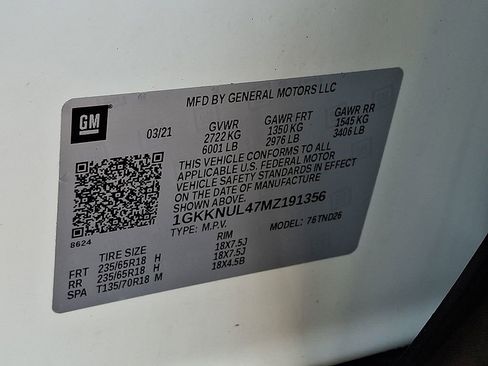 MFD BY GENERAL MOTORS LLC
GM
03/21 GVWR GAWR FRT GAWR RR
2722 KG 1350 KG 1545 KG
6001 LB 2976 LB 3406 LB
THIS VEHICLE CONFORMS TO ALL
APPLICABLE U.S. FEDERAL MOTOR
VEHICLE SAFETY STANDARDS IN EFFECT
ON THE DATE OF MANUFACTURE
SHOWN ABOVE.
1GKKNUL47MZ191356
TYPE: M.P.V. MODEL: 76TND26
8624
TIRE SIZE RIM
FRT 235/65R18 H 18X7.5J
RR 235/65R18 H 18X7.5J
SPA T135/70R18 M 18X4.5B